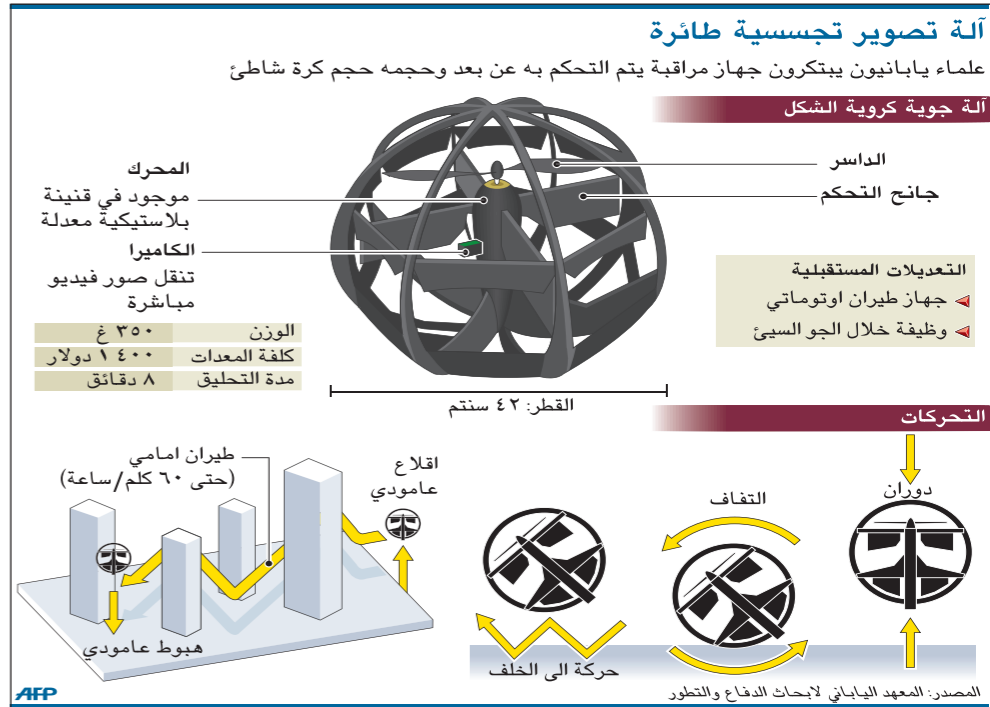 آلة تصوير تجسسية طائرة
علماء يابانيون يبتكرون جهاز مراقبة يتم التحكم به عن بعد وحجمه حجم كرة شاطئ
آلة جوية كروية الشكل
الداسر
جانح التحكم
المحرك
موجود في قنينة
بلاستيكية معدلة
الكاميرا
تنقل صور فيديو
مباشرة
التعديلات المستقبلية
جهاز طيران اوتوماتي
وظيفة خلال الجو السيئ
الوزن ٣٥٠ غ
كلفة المعدات ١٤٠٠ دولار
مدة التحليق ٨ دقائق
القطر: ٤٢ سنتم
التحركات
دوران
التفاف
حركة الى الخلف
اقلاع
عامودي
طيران امامي
(حتى ٦٠ كلم/ساعة)
هبوط عامودي
المصدر: المعهد الياباني لابحاث الدفاع والتطور
AFP